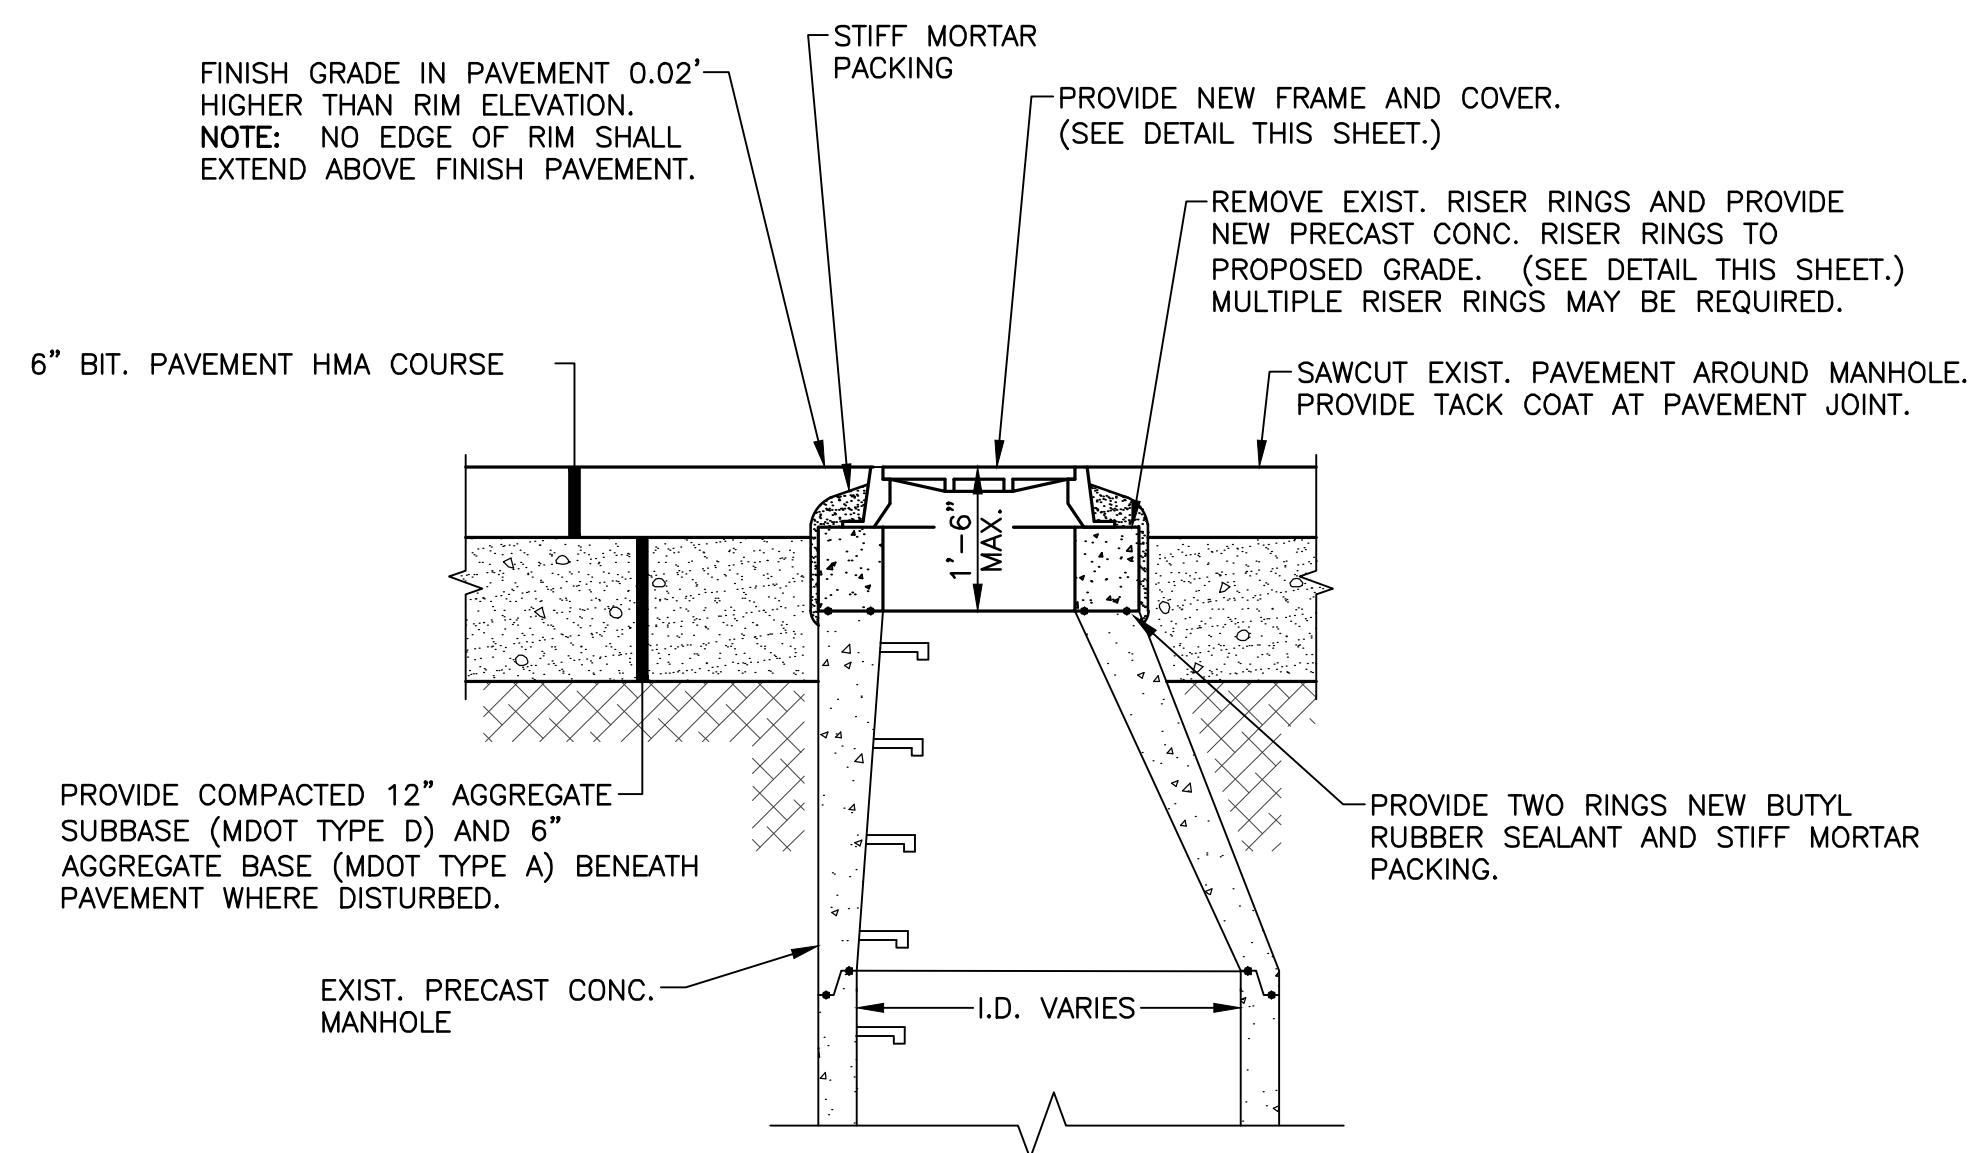 STIFF MORTAR
PACKING
FINISH GRADE IN PAVEMENT 0.02'
HIGHER THAN RIM ELEVATION.
NOTE: NO EDGE OF RIM SHALL
EXTEND ABOVE FINISH PAVEMENT.
PROVIDE NEW FRAME AND COVER.
(SEE DETAIL THIS SHEET.)
REMOVE EXIST. RISER RINGS AND PROVIDE
NEW PRECAST CONC. RISER RINGS TO
PROPOSED GRADE. (SEE DETAIL THIS SHEET.)
MULTIPLE RISER RINGS MAY BE REQUIRED.
6" BIT. PAVEMENT HMA COURSE
SAWCUT EXIST. PAVEMENT AROUND MANHOLE.
PROVIDE TACK COAT AT PAVEMENT JOINT.
1'-6"
MAX.
PROVIDE COMPACTED 12" AGGREGATE
SUBBASE (MDOT TYPE D) AND 6"
AGGREGATE BASE (MDOT TYPE A) BENEATH
PAVEMENT WHERE DISTURBED.
PROVIDE TWO RINGS NEW BUTYL
RUBBER SEALANT AND STIFF MORTAR
PACKING.
EXIST. PRECAST CONC.
MANHOLE
I.D. VARIES